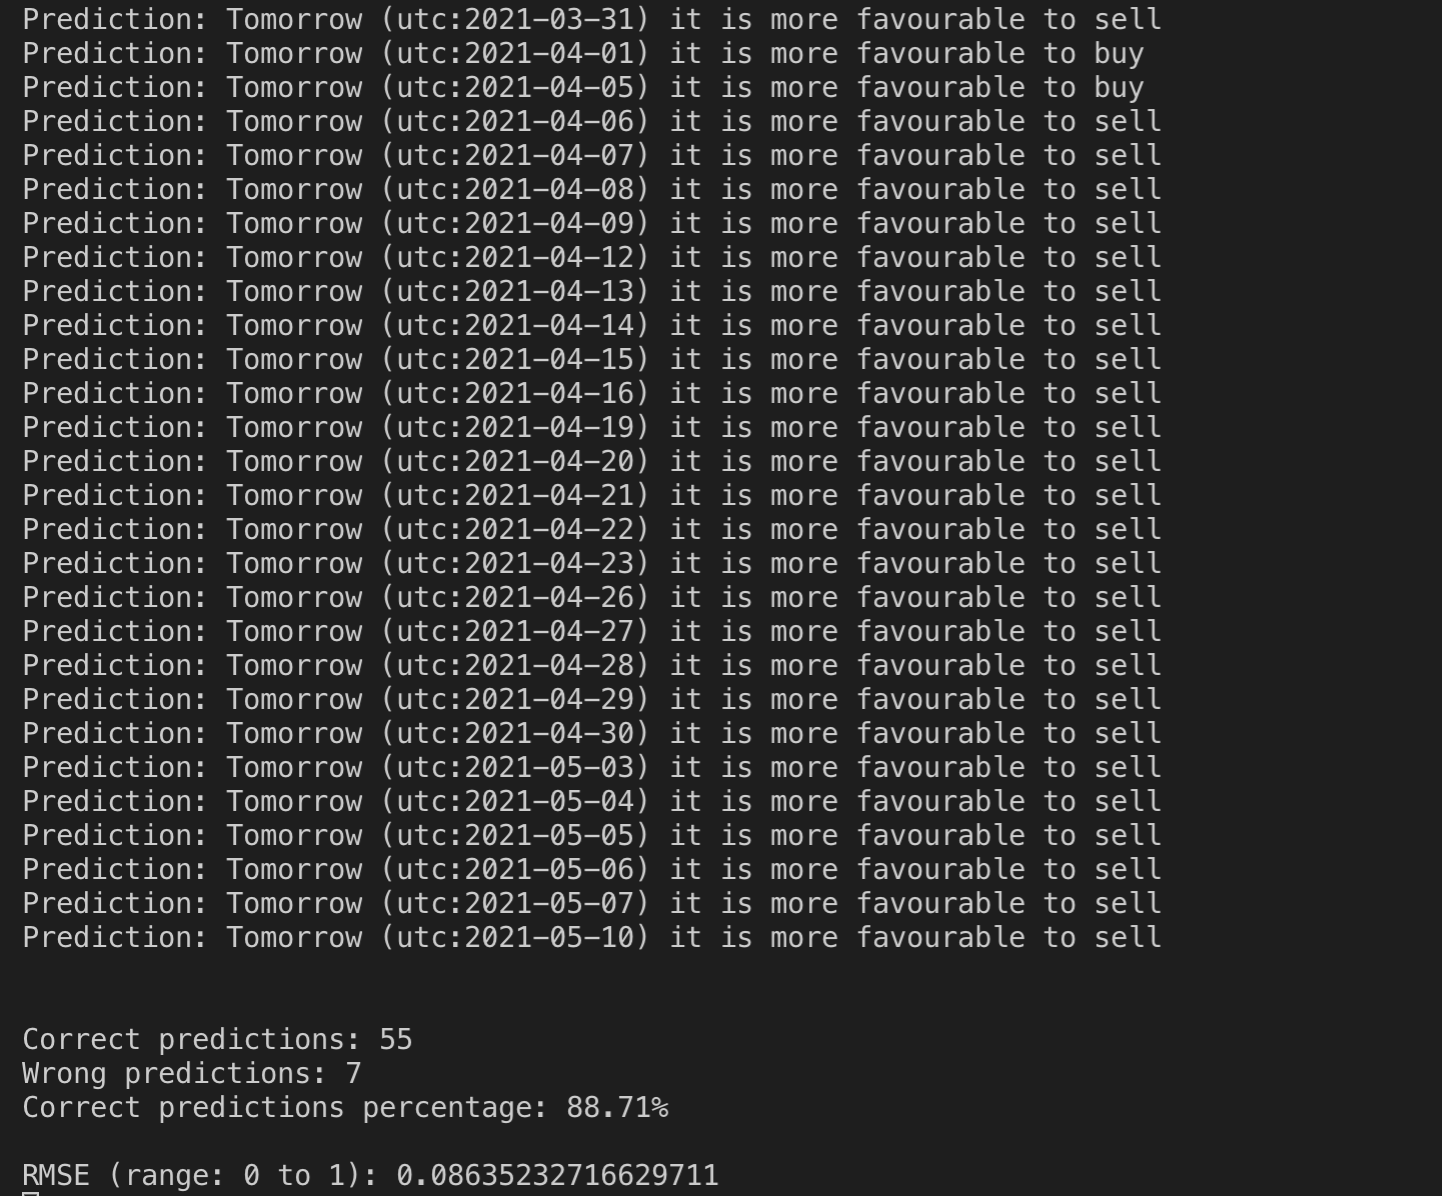 Prediction: Tomorrow (utc:2021-03-31) it is more favourable to sell
Prediction: Tomorrow (utc:2021-04-01) it is more favourable to buy
Prediction: Tomorrow (utc:2021-04-05) it is more favourable to buy
Prediction: Tomorrow (utc:2021-04-06) it is more favourable to sell
Prediction: Tomorrow (utc:2021-04-07) it is more favourable to sell
Prediction: Tomorrow (utc:2021-04-08) it is more favourable to sell
Prediction: Tomorrow (utc:2021-04-09) it is more favourable to sell
Prediction: Tomorrow (utc:2021-04-12) it is more favourable to sell
Prediction: Tomorrow (utc:2021-04-13) it is more favourable to sell
Prediction: Tomorrow (utc:2021-04-14) it is more favourable to sell
Prediction: Tomorrow (utc:2021-04-15) it is more favourable to sell
Prediction: Tomorrow (utc:2021-04-16) it is more favourable to sell
Prediction: Tomorrow (utc:2021-04-19) it is more favourable to sell
Prediction: Tomorrow (utc:2021-04-20) it is more favourable to sell
Prediction: Tomorrow (utc:2021-04-21) it is more favourable to sell
Prediction: Tomorrow (utc:2021-04-22) it is more favourable to sell
Prediction: Tomorrow (utc:2021-04-23) it is more favourable to sell
Prediction: Tomorrow (utc:2021-04-26) it is more favourable to sell
Prediction: Tomorrow (utc:2021-04-27) it is more favourable to sell
Prediction: Tomorrow (utc:2021-04-28) it is more favourable to sell
Prediction: Tomorrow (utc:2021-04-29) it is more favourable to sell
Prediction: Tomorrow (utc:2021-04-30) it is more favourable to sell
Prediction: Tomorrow (utc:2021-05-03) it is more favourable to sell
Prediction: Tomorrow (utc:2021-05-04) it is more favourable to sell
Prediction: Tomorrow (utc:2021-05-05) it is more favourable to sell
Prediction: Tomorrow (utc:2021-05-06) it is more favourable to sell
Prediction: Tomorrow (utc:2021-05-07) it is more favourable to sell
Prediction: Tomorrow (utc:2021-05-10) it is more favourable to sell
Correct predictions: 55
Wrong predictions: 7
Correct predictions percentage: 88.71%
RMSE (range: 0 to 1): 0.08635232716629711